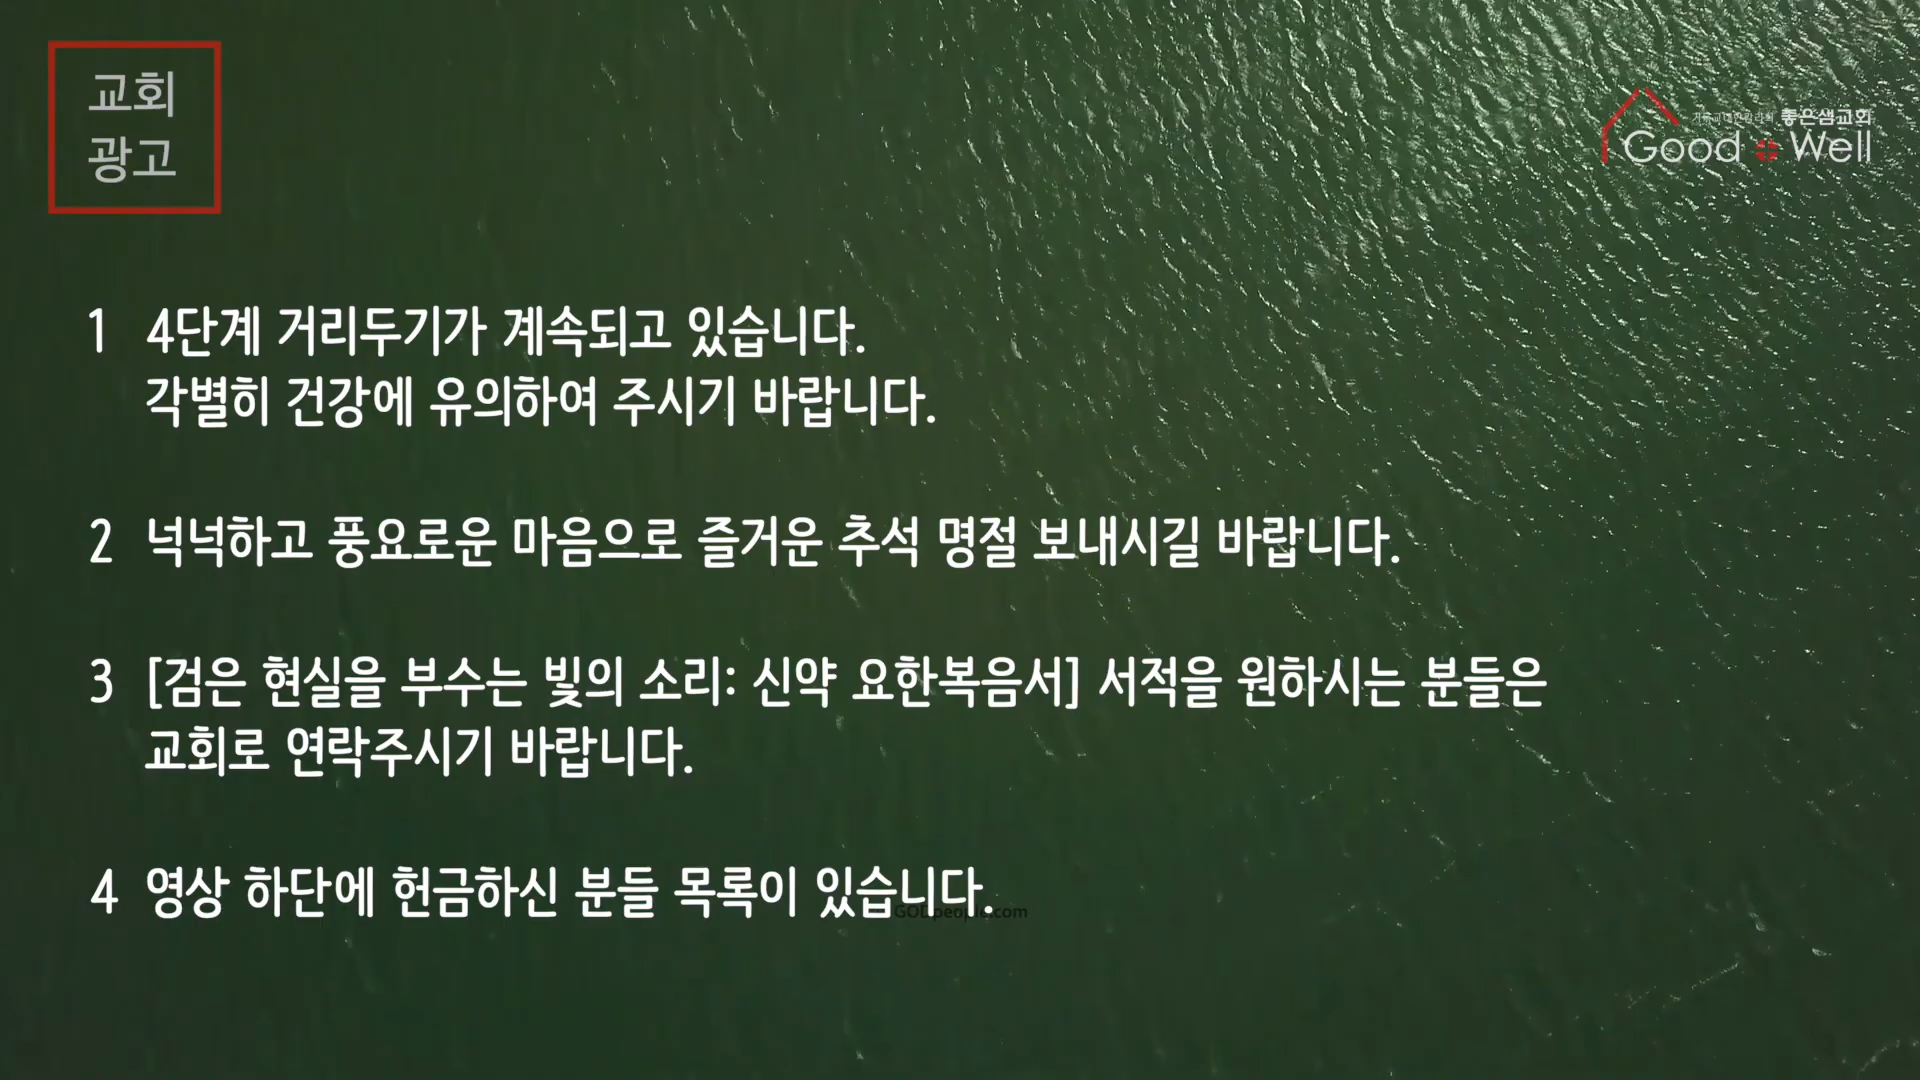 교회
광고
좋은샘교회
Good Well
1 4단계 거리두기가 계속되고 있습니다.
각별히 건강에 유의하여 주시기 바랍니다.
2 넉넉하고 풍요로운 마음으로 즐거운 추석 명절 보내시길 바랍니다.
3 [검은 현실을 부수는 빛의 소리: 신약 요한복음서] 서적을 원하시는 분들은
교회로 연락주시기 바랍니다.
4 영상 하단에 헌금하신 분들 목록이 있습니다.
GODpeople.com